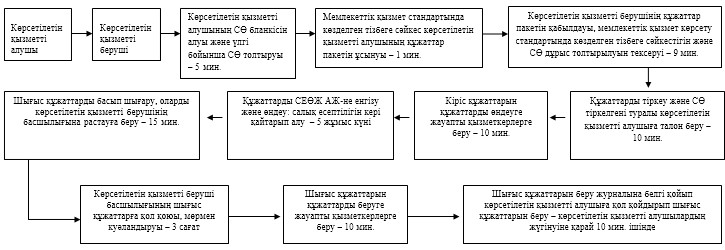 Көрсетілетін
қызметті
алушы
Көрсетілетін
қызметті
беруші
Көрсетілетін қызметті
алушының СӨ бланкісін
алуы және үлгі
бойынша СӨ толтыруы
– 5 мин.
Мемлекеттік қызмет стандартында
көзделген тізбеге сәйкес көрсетілетін
қызметті алушының құжаттар
пакетін ұсынуы – 1 мин.
Көрсетілетін қызметті берушінің құжаттар
пакетін қабылдауы, мемлекеттік қызмет көрсету
стандартында көзделген тізбеге сәйкестігін және
СӨ дұрыс толтырылуын тексеруі – 9 мин.
Құжаттарды тіркеу және СӨ
тіркелгені туралы көрсетілетін
қызметті алушыға талон беру –
10 мин.
Кіріс құжаттарын
құжаттарды өңдеуге
жауапты қызметкерлерге
беру – 10 мин.
Құжаттарды СЕӨЖ АЖ-не енгізу
және өңдеу: салық есептілігін кері
қайтарып алу – 5 жұмыс күні
Шығыс құжаттарды басып шығару, оларды
көрсетілетін қызметті берушінің
басшылығына растауға беру – 15 мин.
Көрсетілетін қызметті беруші
басшылығының шығыс
құжаттарға қол қоюы, мөрмен
куәландыруы – 3 сағат
Шығыс құжаттарын
құжаттарды беруге
жауапты қызметкерлерге
беру – 10 мин.
Шығыс құжаттарын беру журналына белгі қойып
көрсетілетін қызметті алушыға қол қойдырып шығыс
құжаттарын беру – көрсетілетін қызметті алушылардың
жүгінуіне қарай 10 мин. ішінде